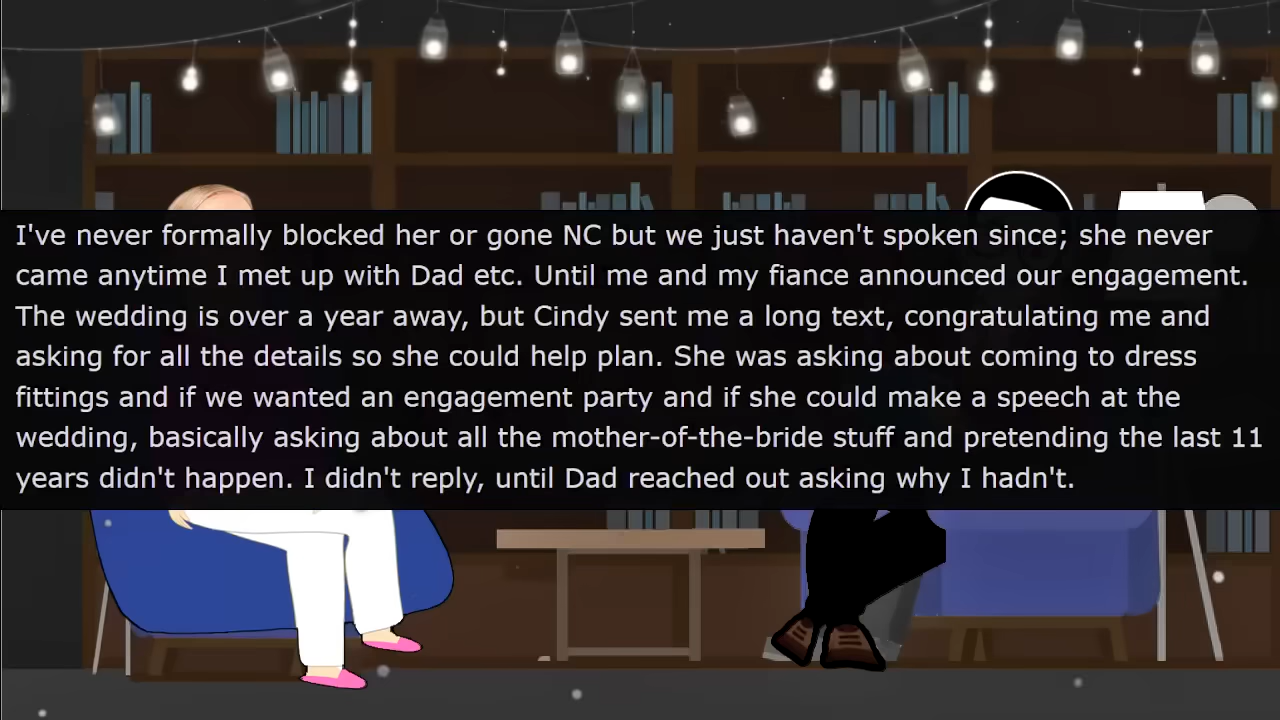 I've never formally blocked her or gone NC but we just haven't spoken since; she never
came anytime I met up with Dad etc. Until me and my fiance announced our engagement.
The wedding is over a year away, but Cindy sent me a long text, congratulating me and
asking for all the details so she could help plan. She was asking about coming to dress
fittings and if we wanted an engagement party and if she could make a speech at the
wedding, basically asking about all the mother-of-the-bride stuff and pretending the last 11
years didn't happen. I didn't reply, until Dad reached out asking why I hadn't.